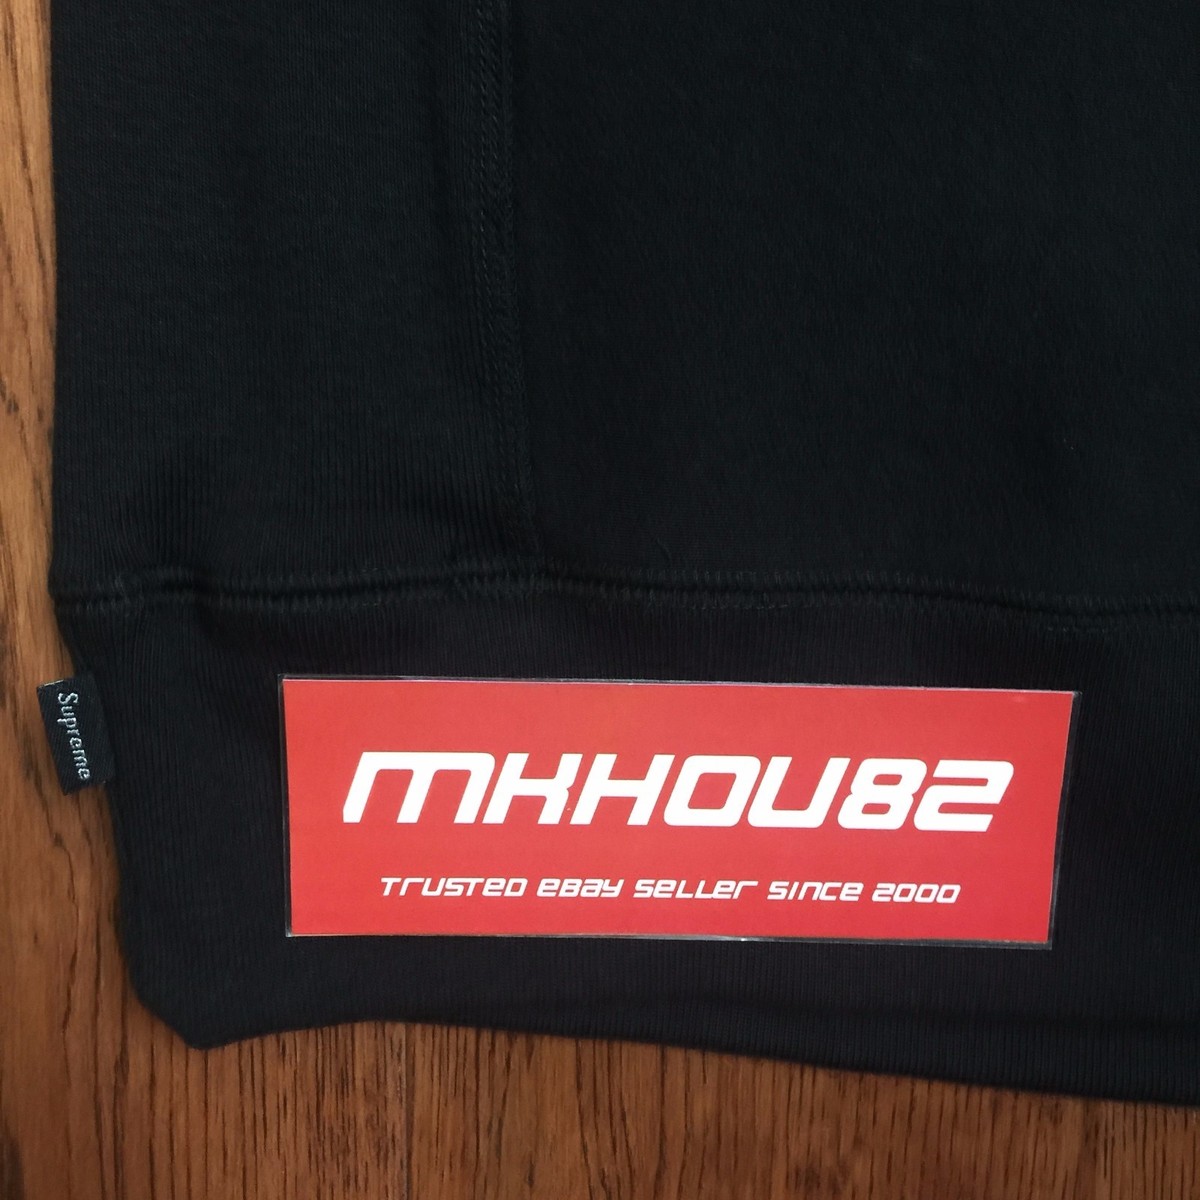 Supreme
MKHOU82
Trusted eBay Seller Since 2000